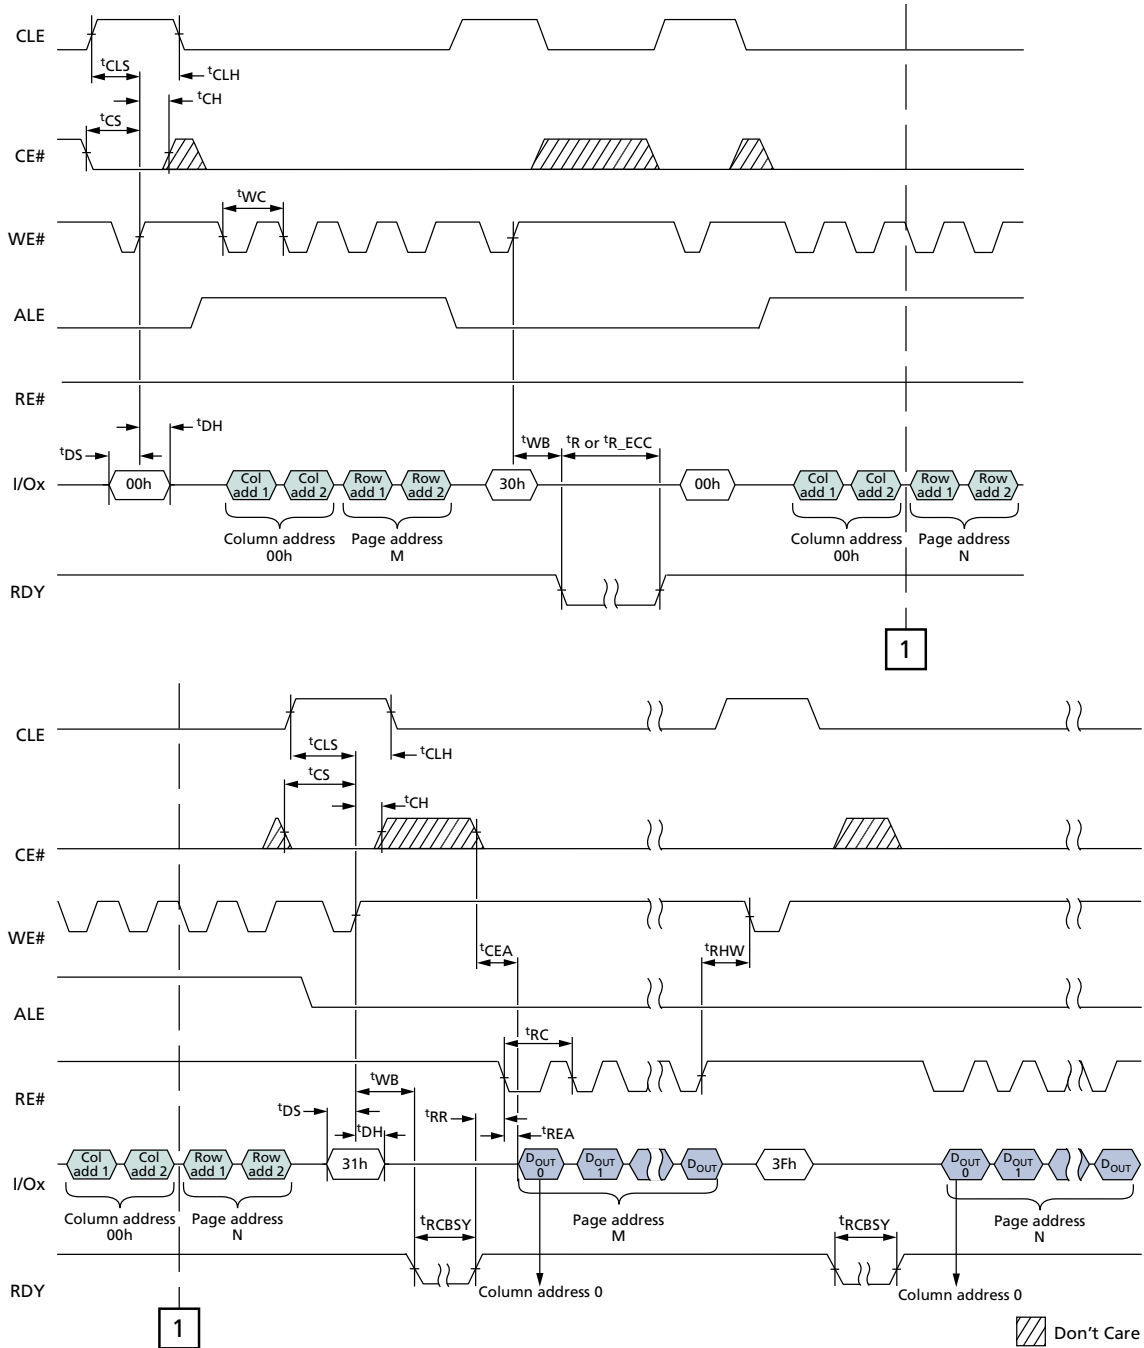 CLE
tCLS
tCLH
tCH
tCS
CE#
tWC
WE#
ALE
RE#
tDH
tWB
tR or tR_ECC
tDS
I/Ox
00h
Col add 1
Col add 2
Row add 1
Row add 2
30h
00h
Col add 1
Col add 2
Row add 1
Row add 2
Column address 00h
Page address M
Column address 00h
Page address N
RDY
1
CLE
tCLS
tCLH
tCS
tCH
CE#
WE#
tCEA
tRHW
ALE
tRC
RE#
tWB
tDS
tRR
tDH
tREA
I/Ox
Col add 1
Col add 2
Row add 1
Row add 2
31h
DOUT 0
DOUT 1
DOUT
3Fh
DOUT 0
DOUT 1
DOUT
Column address 00h
Page address N
tRCBSY
Page address M
tRCBSY
Page address N
RDY
Column address 0
Column address 0
1
Don't Care